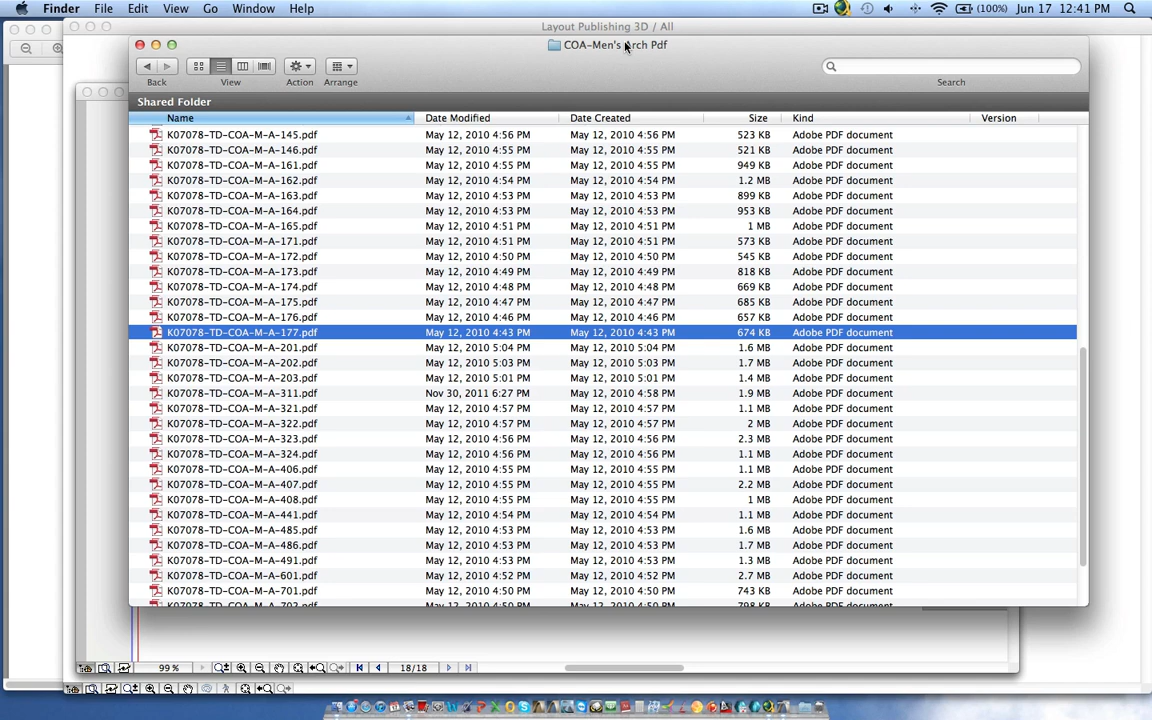 Finder File Edit View Go Window Help (100%) Jun 17 12:41 PM
Layout Publishing 3D / All
COA-Men's Arch Pdf
Back View Action Arrange Search
Shared Folder
Name Date Modified Date Created Size Kind Version
K07078-TD-COA-M-A-145.pdf May 12, 2010 4:56 PM May 12, 2010 4:56 PM 523 KB Adobe PDF document
K07078-TD-COA-M-A-146.pdf May 12, 2010 4:55 PM May 12, 2010 4:55 PM 521 KB Adobe PDF document
K07078-TD-COA-M-A-161.pdf May 12, 2010 4:55 PM May 12, 2010 4:55 PM 949 KB Adobe PDF document
K07078-TD-COA-M-A-162.pdf May 12, 2010 4:54 PM May 12, 2010 4:54 PM 1.2 MB Adobe PDF document
K07078-TD-COA-M-A-163.pdf May 12, 2010 4:53 PM May 12, 2010 4:53 PM 899 KB Adobe PDF document
K07078-TD-COA-M-A-164.pdf May 12, 2010 4:53 PM May 12, 2010 4:53 PM 953 KB Adobe PDF document
K07078-TD-COA-M-A-165.pdf May 12, 2010 4:51 PM May 12, 2010 4:51 PM 1 MB Adobe PDF document
K07078-TD-COA-M-A-171.pdf May 12, 2010 4:51 PM May 12, 2010 4:51 PM 573 KB Adobe PDF document
K07078-TD-COA-M-A-172.pdf May 12, 2010 4:50 PM May 12, 2010 4:50 PM 545 KB Adobe PDF document
K07078-TD-COA-M-A-173.pdf May 12, 2010 4:49 PM May 12, 2010 4:49 PM 818 KB Adobe PDF document
K07078-TD-COA-M-A-174.pdf May 12, 2010 4:48 PM May 12, 2010 4:48 PM 669 KB Adobe PDF document
K07078-TD-COA-M-A-175.pdf May 12, 2010 4:47 PM May 12, 2010 4:47 PM 685 KB Adobe PDF document
K07078-TD-COA-M-A-176.pdf May 12, 2010 4:46 PM May 12, 2010 4:46 PM 657 KB Adobe PDF document
K07078-TD-COA-M-A-177.pdf May 12, 2010 4:43 PM May 12, 2010 4:43 PM 674 KB Adobe PDF document
K07078-TD-COA-M-A-201.pdf May 12, 2010 5:04 PM May 12, 2010 5:04 PM 1.6 MB Adobe PDF document
K07078-TD-COA-M-A-202.pdf May 12, 2010 5:03 PM May 12, 2010 5:03 PM 1.7 MB Adobe PDF document
K07078-TD-COA-M-A-203.pdf May 12, 2010 5:01 PM May 12, 2010 5:01 PM 1.4 MB Adobe PDF document
K07078-TD-COA-M-A-311.pdf Nov 30, 2011 6:27 PM May 12, 2010 4:58 PM 1.9 MB Adobe PDF document
K07078-TD-COA-M-A-321.pdf May 12, 2010 4:57 PM May 12, 2010 4:57 PM 1.1 MB Adobe PDF document
K07078-TD-COA-M-A-322.pdf May 12, 2010 4:57 PM May 12, 2010 4:57 PM 2 MB Adobe PDF document
K07078-TD-COA-M-A-323.pdf May 12, 2010 4:56 PM May 12, 2010 4:56 PM 2.3 MB Adobe PDF document
K07078-TD-COA-M-A-324.pdf May 12, 2010 4:56 PM May 12, 2010 4:56 PM 1.1 MB Adobe PDF document
K07078-TD-COA-M-A-406.pdf May 12, 2010 4:55 PM May 12, 2010 4:55 PM 1.1 MB Adobe PDF document
K07078-TD-COA-M-A-407.pdf May 12, 2010 4:55 PM May 12, 2010 4:55 PM 2.2 MB Adobe PDF document
K07078-TD-COA-M-A-408.pdf May 12, 2010 4:55 PM May 12, 2010 4:55 PM 1 MB Adobe PDF document
K07078-TD-COA-M-A-441.pdf May 12, 2010 4:54 PM May 12, 2010 4:54 PM 1.1 MB Adobe PDF document
K07078-TD-COA-M-A-485.pdf May 12, 2010 4:53 PM May 12, 2010 4:53 PM 1.6 MB Adobe PDF document
K07078-TD-COA-M-A-486.pdf May 12, 2010 4:53 PM May 12, 2010 4:53 PM 1.7 MB Adobe PDF document
K07078-TD-COA-M-A-491.pdf May 12, 2010 4:53 PM May 12, 2010 4:53 PM 1.3 MB Adobe PDF document
K07078-TD-COA-M-A-601.pdf May 12, 2010 4:52 PM May 12, 2010 4:52 PM 2.7 MB Adobe PDF document
K07078-TD-COA-M-A-701.pdf May 12, 2010 4:50 PM May 12, 2010 4:50 PM 743 KB Adobe PDF document
K07078-TD-COA-M-A-702.pdf May 12, 2010 4:50 PM May 12, 2010 4:50 PM 798 KB Adobe PDF document
99 % 18/18